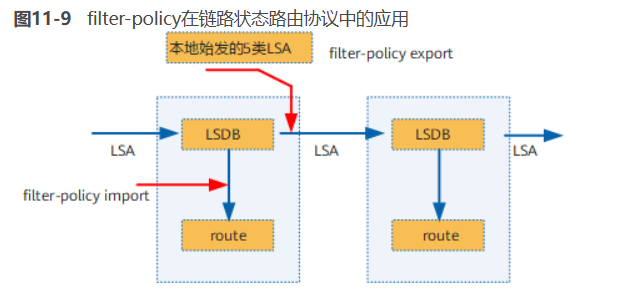 图11-9 filter-policy在链路状态路由协议中的应用
本地始发的5类LSA
filter-policy export
LSDB
LSDB
LSA
LSA
LSA
filter-policy import
route
route